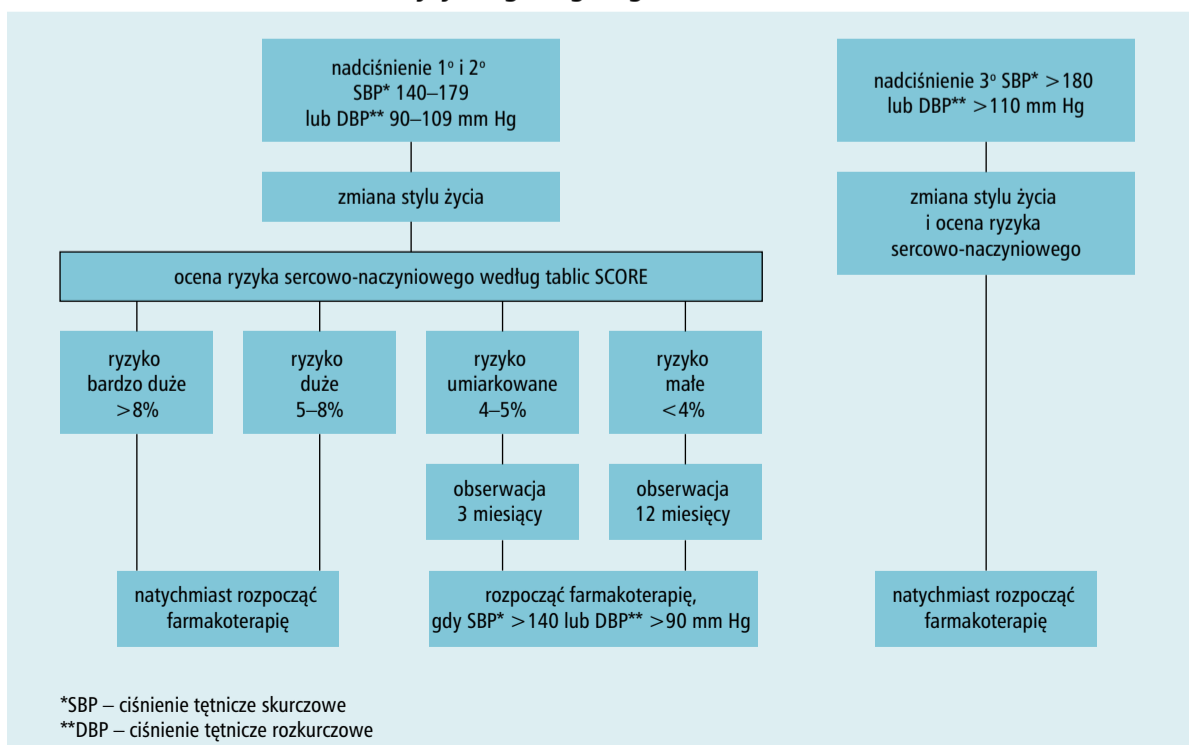 nadciśnienie 1º i 2º
SBP* 140–179
lub DBP** 90–109 mm Hg
nadciśnienie 3º SBP* >180
lub DBP** >110 mm Hg
zmiana stylu życia
zmiana stylu życia
i ocena ryzyka
sercowo-naczyniowego
ocena ryzyka sercowo-naczyniowego według tablic SCORE
ryzyko
bardzo duże
>8%
ryzyko
duże
5–8%
ryzyko
umiarkowane
4–5%
ryzyko
małe
<4%
obserwacja
3 miesiący
obserwacja
12 miesięcy
natychmiast rozpocząć
farmakoterapię
rozpocząć farmakoterapię,
gdy SBP* >140 lub DBP** >90 mm Hg
natychmiast rozpocząć
farmakoterapię
*SBP – ciśnienie tętnicze skurczowe
**DBP – ciśnienie tętnicze rozkurczowe